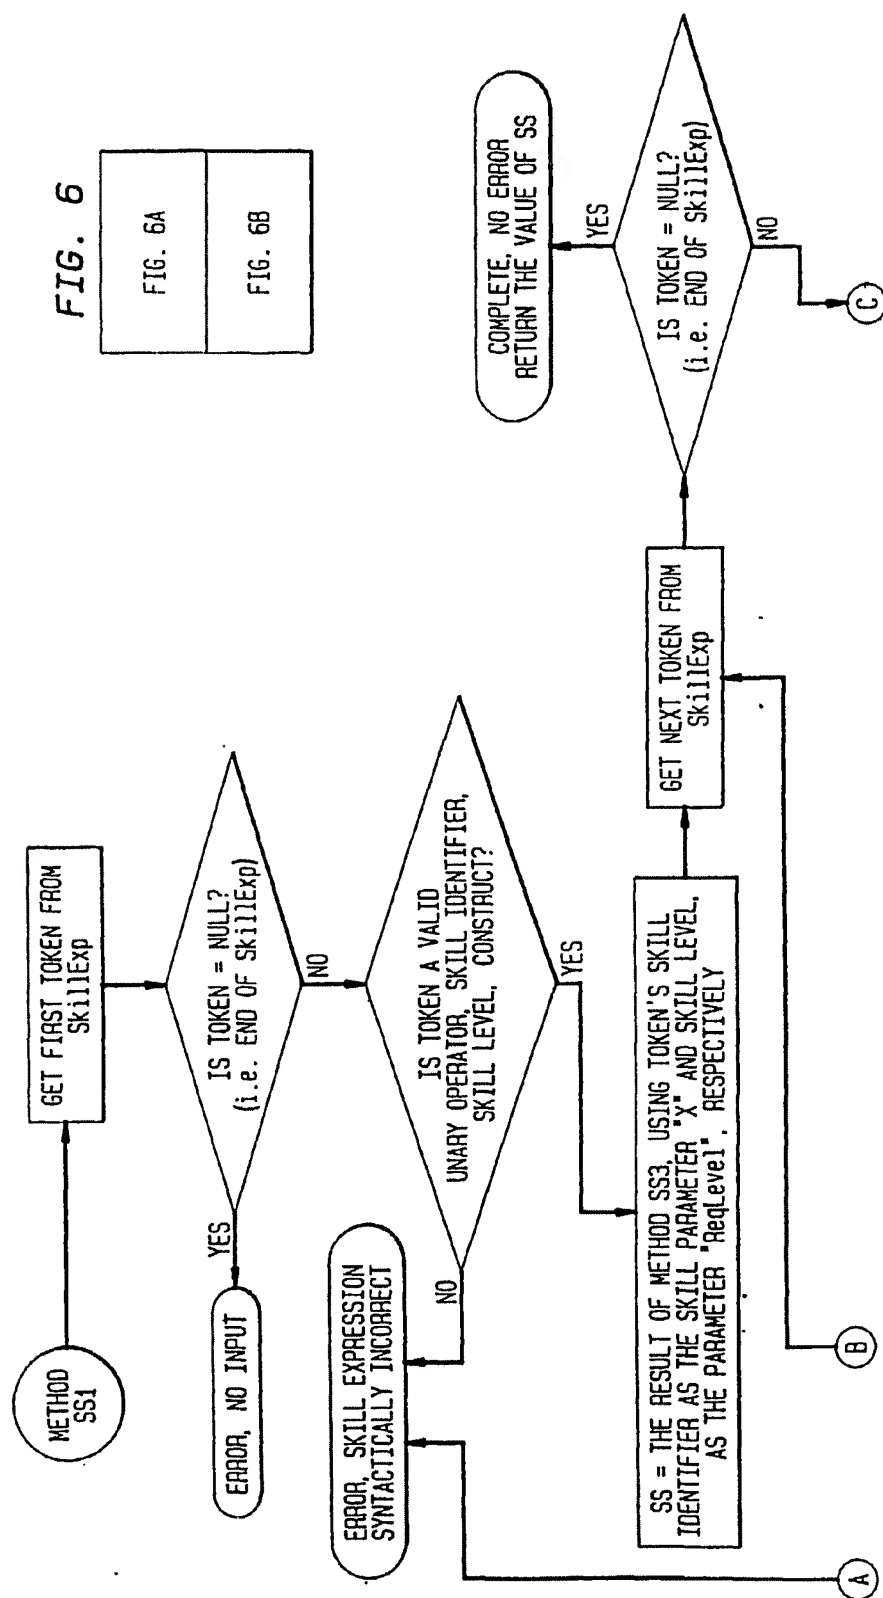 FIG. 6
FIG. 6A
FIG. 6B
METHOD
SS1
GET FIRST TOKEN FROM
SkillExp
IS TOKEN = NULL?
(i.e. END OF SkillExp)
YES
NO
ERROR, NO INPUT
IS TOKEN A VALID
UNARY OPERATOR, SKILL IDENTIFIER,
SKILL LEVEL, CONSTRUCT?
NO
YES
ERROR, SKILL EXPRESSION
SYNTACTICALLY INCORRECT
SS = THE RESULT OF METHOD SS3, USING TOKEN'S SKILL
IDENTIFIER AS THE SKILL PARAMETER "X" AND SKILL LEVEL,
AS THE PARAMETER "ReqLevel", RESPECTIVELY
GET NEXT TOKEN FROM
SkillExp
IS TOKEN = NULL?
(i.e. END OF SkillExp)
YES
NO
COMPLETE, NO ERROR
RETURN THE VALUE OF SS
A
B
C